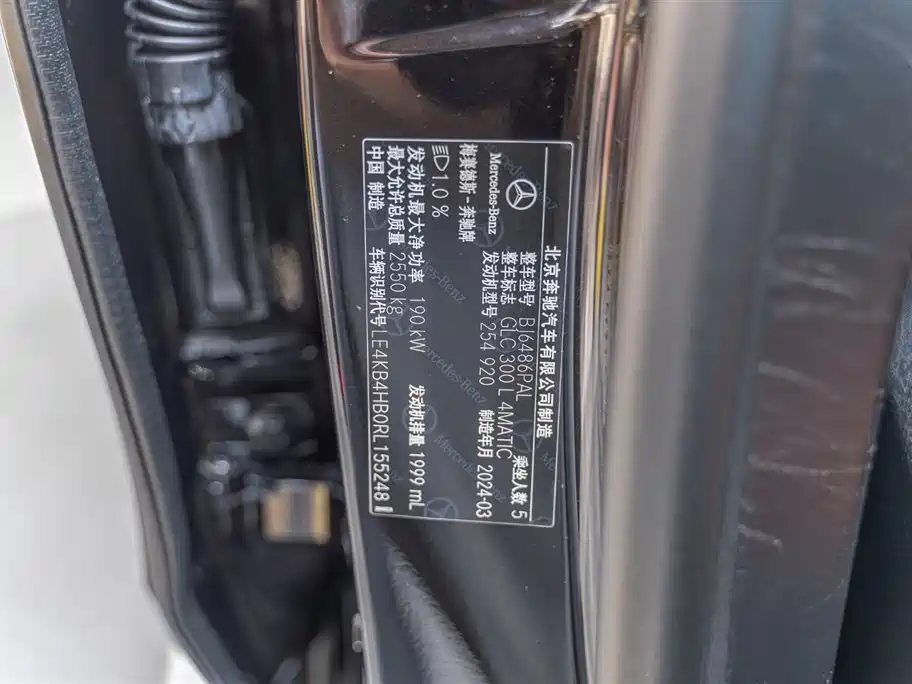 北京奔驰汽车有限公司制造
Mercedes-Benz
梅赛德斯-奔驰牌
整车型号 BJ6486PAL 乘坐人数 5
整车标志 GLC 300 L 4MATIC
发动机型号 254 920 制造年月 2024-03
1.0 %
发动机最大净功率 190 kW 发动机排量 1999 mL
最大允许总质量 2550 kg
中国 制造 车辆识别代号 LE4KB4HB0RL155248